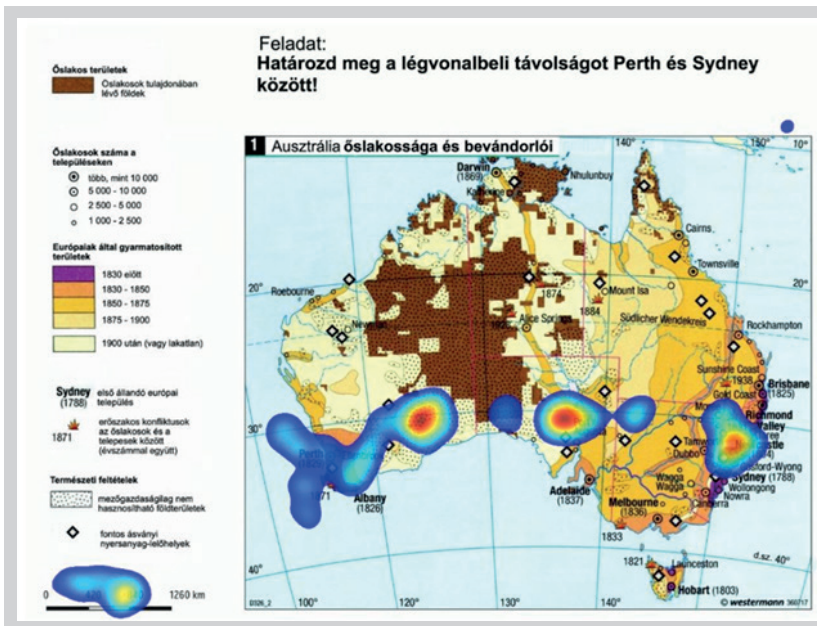 Feladat:
Határozd meg a légvonalbeli távolságot Perth és Sydney
között!
Őslakos területek
Őslakosok tulajdonában
lévő földek
Őslakosok száma a
településeken
több, mint 10 000
5 000 - 10 000
2 500 - 5 000
1 000 - 2 500
Európaiak által gyarmatosított
területek
1830 előtt
1830 - 1850
1850 - 1875
1875 - 1900
1900 után (vagy lakatlan)
Sydney
(1788)
első állandó európai
település
1871
erőszakos konfliktusok
az őslakosok és a
telepesek között
(évszámmal együtt)
Természeti feltételek
mezőgazdaságilag nem
hasznosítható földterületek
fontos ásványi
nyersanyag-lelőhelyek
0
1260 km
1 Ausztrália őslakossága és bevándorlói
140°
150°
10°
Darwin
(1869)
Nhulunbuy
Cairns
Townsville
20°
20°
Roebourne
1874
Mount Isa
1884
Alice Springs
Südlicher Wendekreis
Rockhampton
Sunshine Coast
1938
Brisbane
Gold Coast
(1825)
Richmond
Valley
30°
30°
Perth
Dubbo
Sydney (1788)
Wollongong
Nowra
Canberra
Wagga
Wagga
Albany
(1826)
Adelaide
(1837)
Melbourne
(1836)
1833
d.sz. 40°
1821
Launceston
40°
Hobart (1803)
100°
120°
130°
140°
D326_2
© westermann